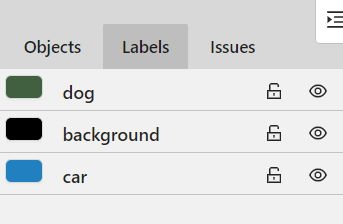 Objects Labels Issues
dog
background
car